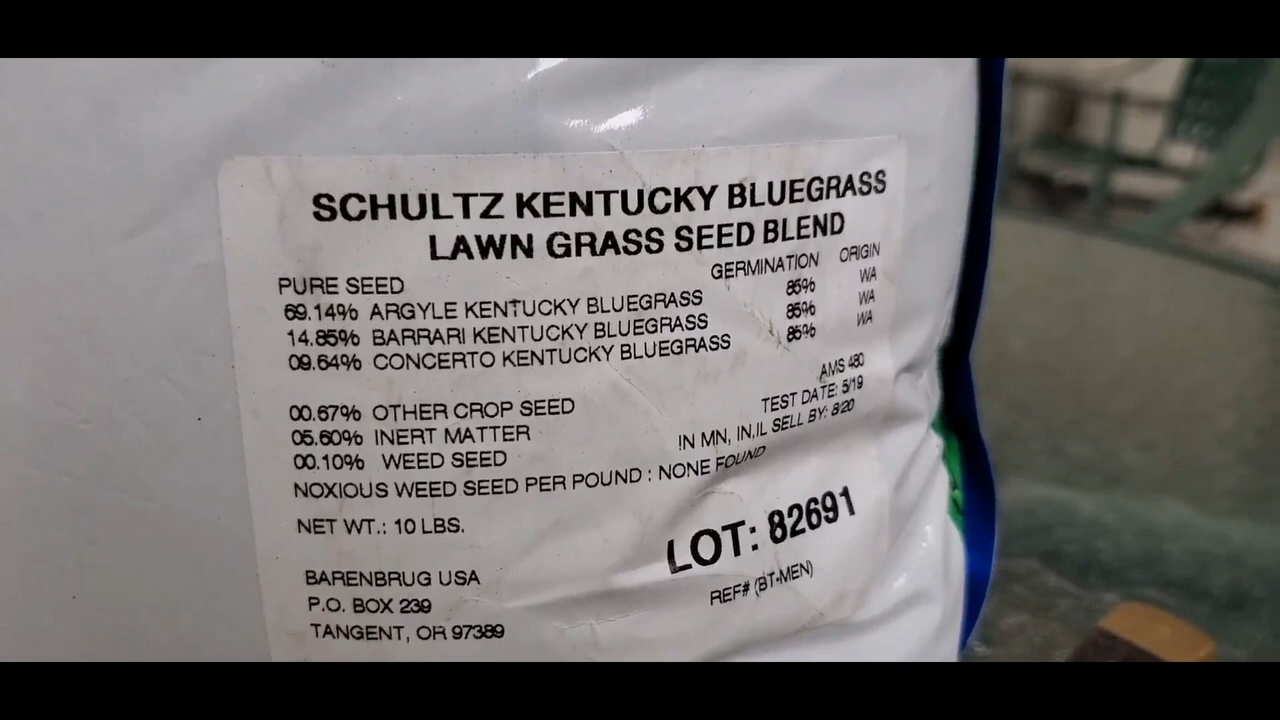 SCHULTZ KENTUCKY BLUEGRASS
LAWN GRASS SEED BLEND
PURE SEED GERMINATION ORIGIN
69.14% ARGYLE KENTUCKY BLUEGRASS 85% WA
14.85% BARRARI KENTUCKY BLUEGRASS 85% WA
09.64% CONCERTO KENTUCKY BLUEGRASS 85% WA
AMS 480
00.67% OTHER CROP SEED TEST DATE: 5/19
05.60% INERT MATTER IN MN, IN,IL SELL BY: 8/20
00.10% WEED SEED
NOXIOUS WEED SEED PER POUND : NONE FOUND
NET WT.: 10 LBS. LOT: 82691
BARENBRUG USA REF# (BT-MEN)
P.O. BOX 239
TANGENT, OR 97389